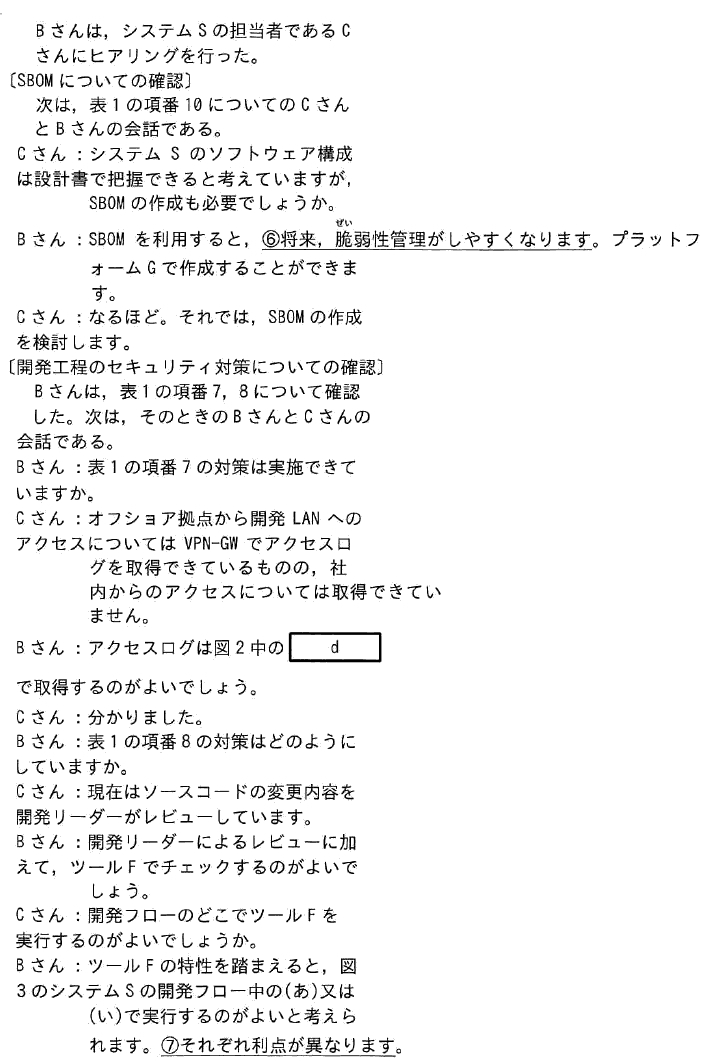 Bさんは，システムSの担当者であるC
さんにヒアリングを行った。
〔SBOMについての確認〕
次は，表1の項番10についてのCさん
とBさんの会話である。
Cさん：システム S のソフトウェア構成
は設計書で把握できると考えていますが，
SBOMの作成も必要でしょうか。
ぜい
Bさん：SBOM を利用すると，⑥将来，脆弱性管理がしやすくなります。プラットフ
ォームGで作成することができま
す。
Cさん：なるほど。それでは，SBOMの作成
を検討します。
〔開発工程のセキュリティ対策についての確認〕
Bさんは，表1の項番7，8について確認
した。次は，そのときのBさんとCさんの
会話である。
Bさん：表1の項番7の対策は実施できて
いますか。
Cさん：オフショア拠点から開発 LAN への
アクセスについては VPN-GW でアクセスロ
グを取得できているものの，社
内からのアクセスについては取得できてい
ません。
Bさん：アクセスログは図2中の d
で取得するのがよいでしょう。
Cさん：分かりました。
Bさん：表1の項番8の対策はどのように
していますか。
Cさん：現在はソースコードの変更内容を
開発リーダーがレビューしています。
Bさん：開発リーダーによるレビューに加
えて，ツールFでチェックするのがよいで
しょう。
Cさん：開発フローのどこでツールFを
実行するのがよいでしょうか。
Bさん：ツールFの特性を踏まえると，図
3のシステムSの開発フロー中の(あ)又は
(い)で実行するのがよいと考えら
れます。⑦それぞれ利点が異なります。